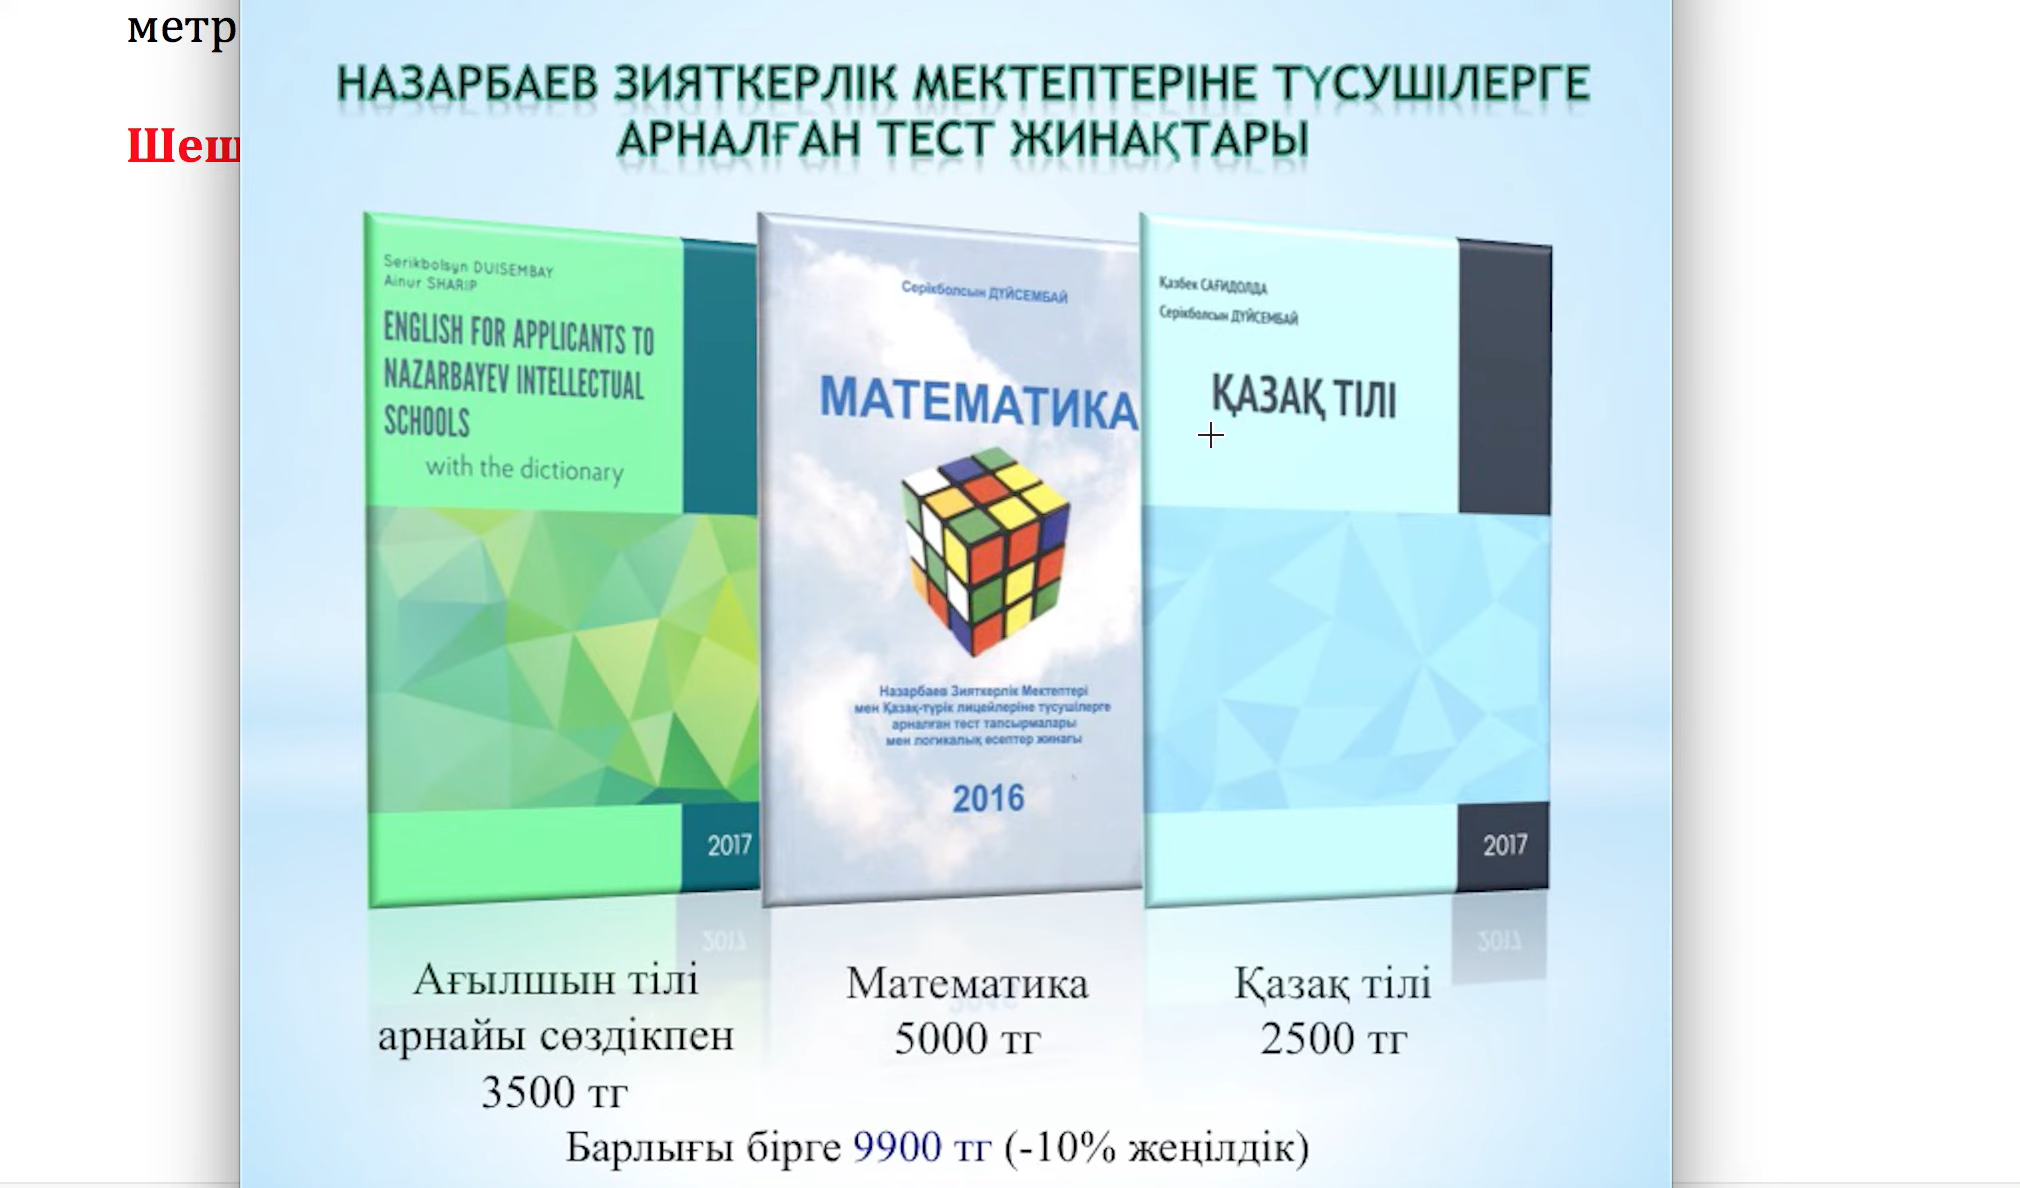 метр
Шеш
НАЗАРБАЕВ ЗИЯТКЕРЛІК МЕКТЕПТЕРІНЕ ТҮСУШІЛЕРГЕ
АРНАЛҒАН ТЕСТ ЖИНАҚТАРЫ
Serikbolsyn DUISEMBAY
Ainur SHARIP
ENGLISH FOR APPLICANTS TO
NAZARBAYEV INTELLECTUAL
SCHOOLS
with the dictionary
2017
Серікболсын ДҮЙСЕМБАЙ
МАТЕМАТИКА
Назарбаев Зияткерлік Мектептері
мен Қазақ-түрік лицейлеріне түсушілерге
арналған тест тапсырмалары
мен логикалық есептер жинағы
2016
Қазбек САҒИДОЛДА
Серікболсын ДҮЙСЕМБАЙ
ҚАЗАҚ ТІЛІ
2017
Ағылшын тілі
арнайы сөздікпен
3500 тг
Математика
5000 тг
Қазақ тілі
2500 тг
Барлығы бірге 9900 тг (-10% жеңілдік)